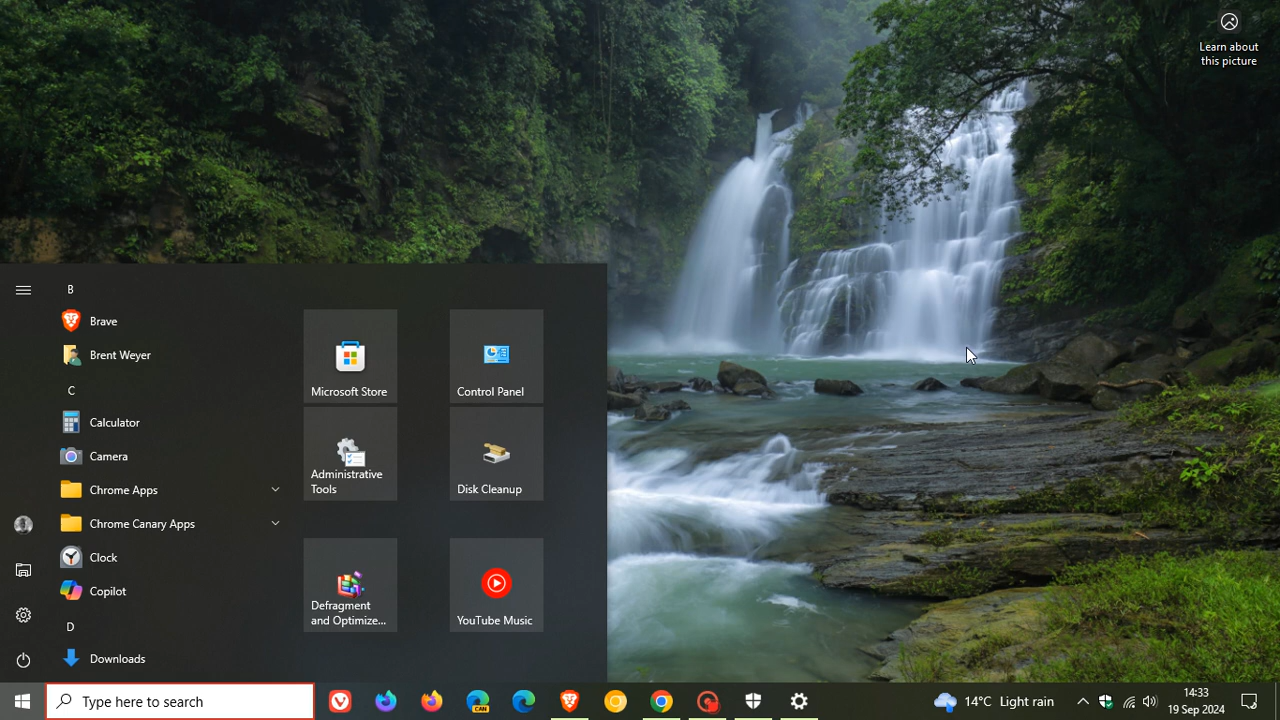 Learn about
this picture
B
Brave
Brent Weyer
C
Calculator
Camera
Chrome Apps
Chrome Canary Apps
Clock
Copilot
D
Downloads
Microsoft Store
Control Panel
Administrative
Tools
Disk Cleanup
Defragment
and Optimize...
YouTube Music
Type here to search
CAN
14°C Light rain
14:33
19 Sep 2024